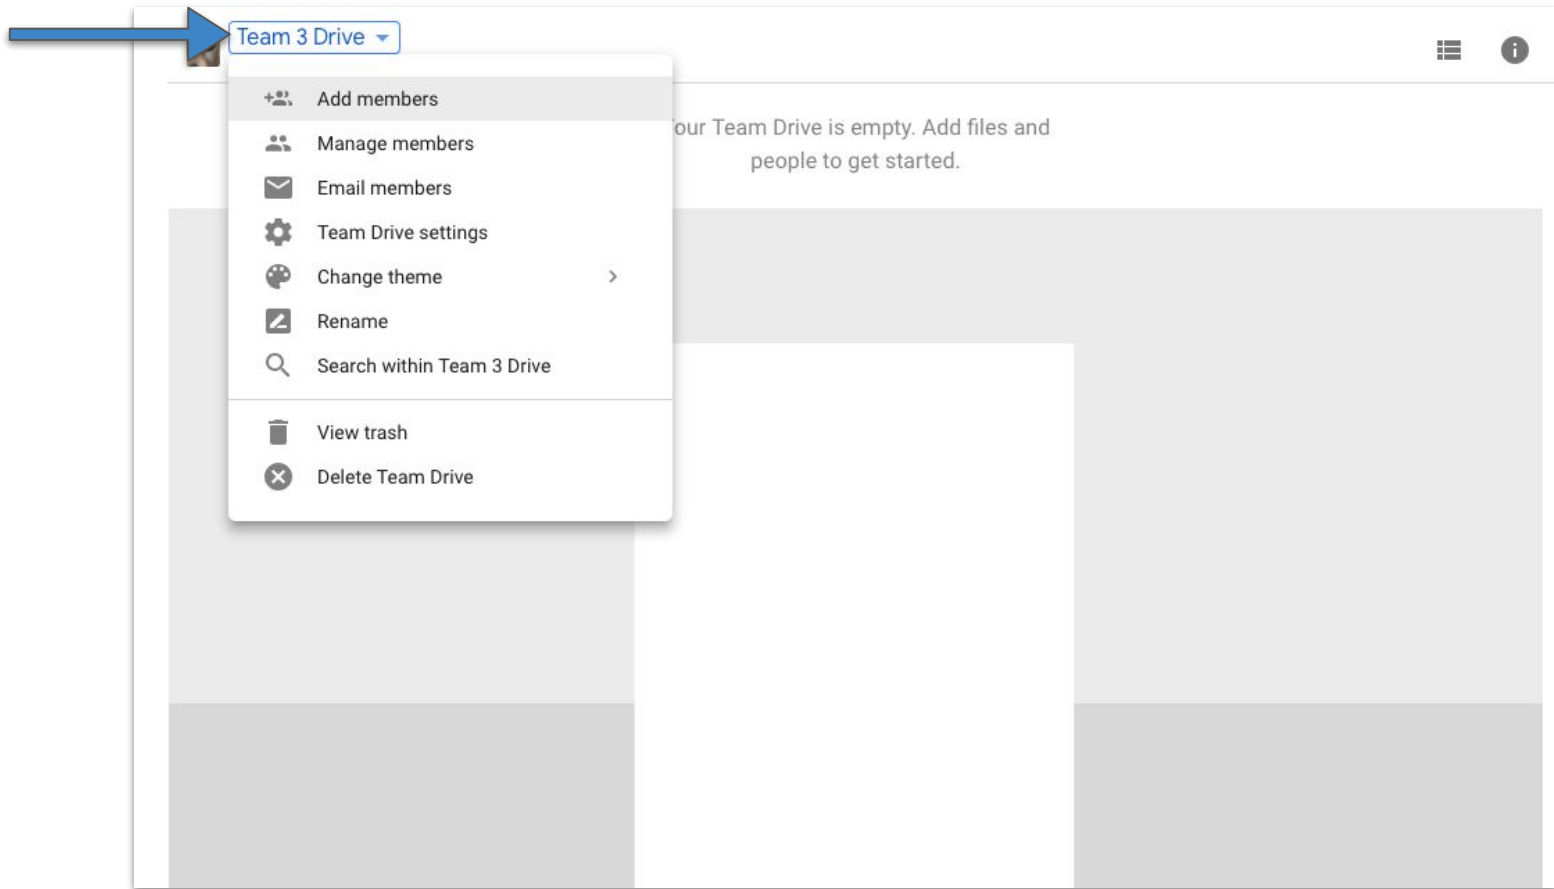 Team 3 Drive
Add members
our Team Drive is empty. Add files and
Manage members
people to get started.
Email members
Team Drive settings
Change theme
Rename
Search within Team 3 Drive
View trash
Delete Team Drive